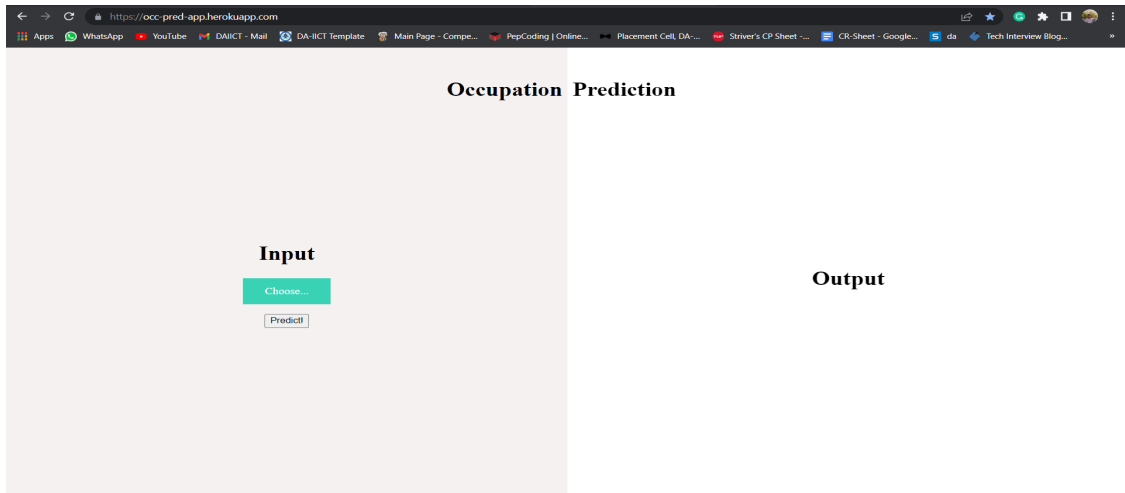 https://occ-pred-app.herokuapp.com
Apps WhatsApp YouTube DAIICT - Mail DA-IICT Template Main Page - Compe... PepCoding | Online... Placement Cell, DA-... Striver's CP Sheet -... CR-Sheet - Google... S da Tech Interview Blog... »
Occupation Prediction
Input
Choose...
Predict!
Output